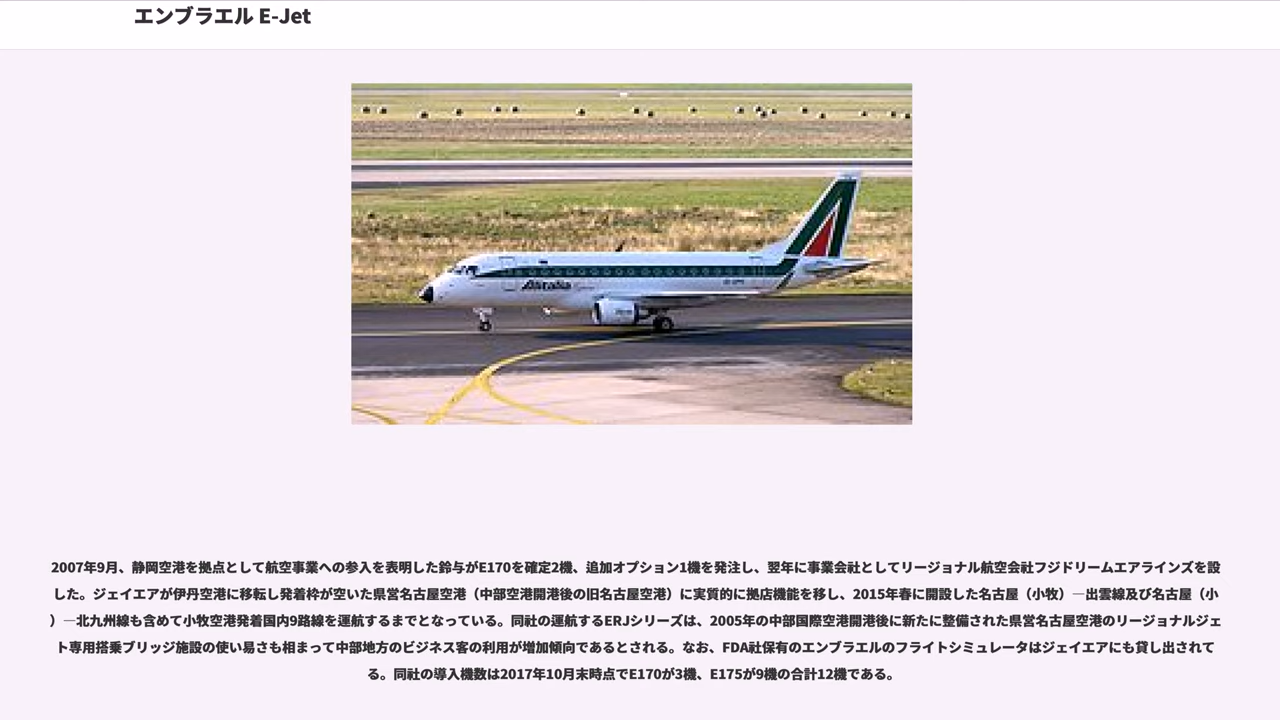 エンブラエル E-Jet
Alitalia
2007年9月、静岡空港を拠点として航空事業への参入を表明した鈴与がE170を確定2機、追加オプション1機を発注し、翌年に事業会社としてリージョナル航空会社フジドリームエアラインズを設
した。ジェイエアが伊丹空港に移転し発着枠が空いた県営名古屋空港（中部空港開港後の旧名古屋空港）に実質的に拠店機能を移し、2015年春に開設した名古屋（小牧）―出雲線及び名古屋（小
）―北九州線も含めて小牧空港発着国内9路線を運航するまでとなっている。同社の運航するERJシリーズは、2005年の中部国際空港開港後に新たに整備された県営名古屋空港のリージョナルジェ
ト専用搭乗ブリッジ施設の使い易さも相まって中部地方のビジネス客の利用が増加傾向であるとされる。なお、FDA社保有のエンブラエルのフライトシミュレータはジェイエアにも貸し出されて
る。同社の導入機数は2017年10月末時点でE170が3機、E175が9機の合計12機である。